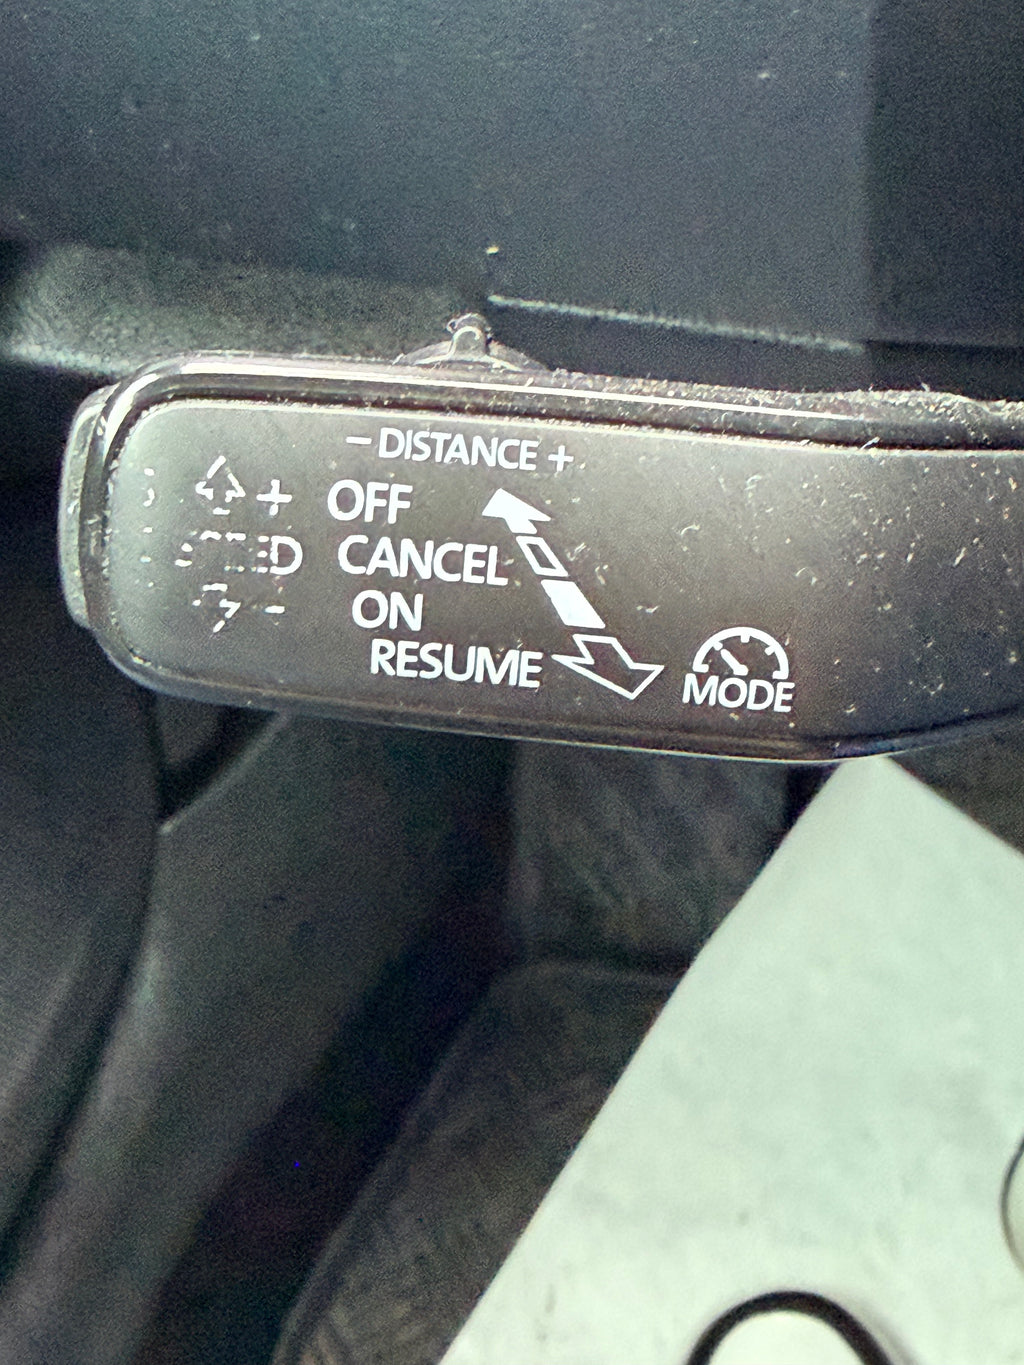 – DISTANCE +
+ OFF
CANCEL
– ON
RESUME
MODE